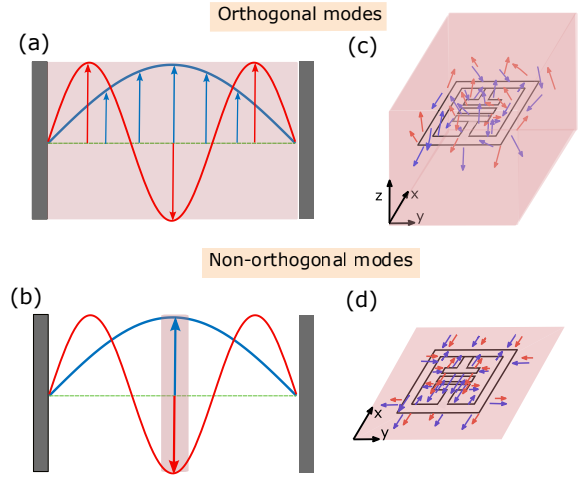 Orthogonal modes
(a)
(c)
z
x
y
Non-orthogonal modes
(b)
(d)
x
y